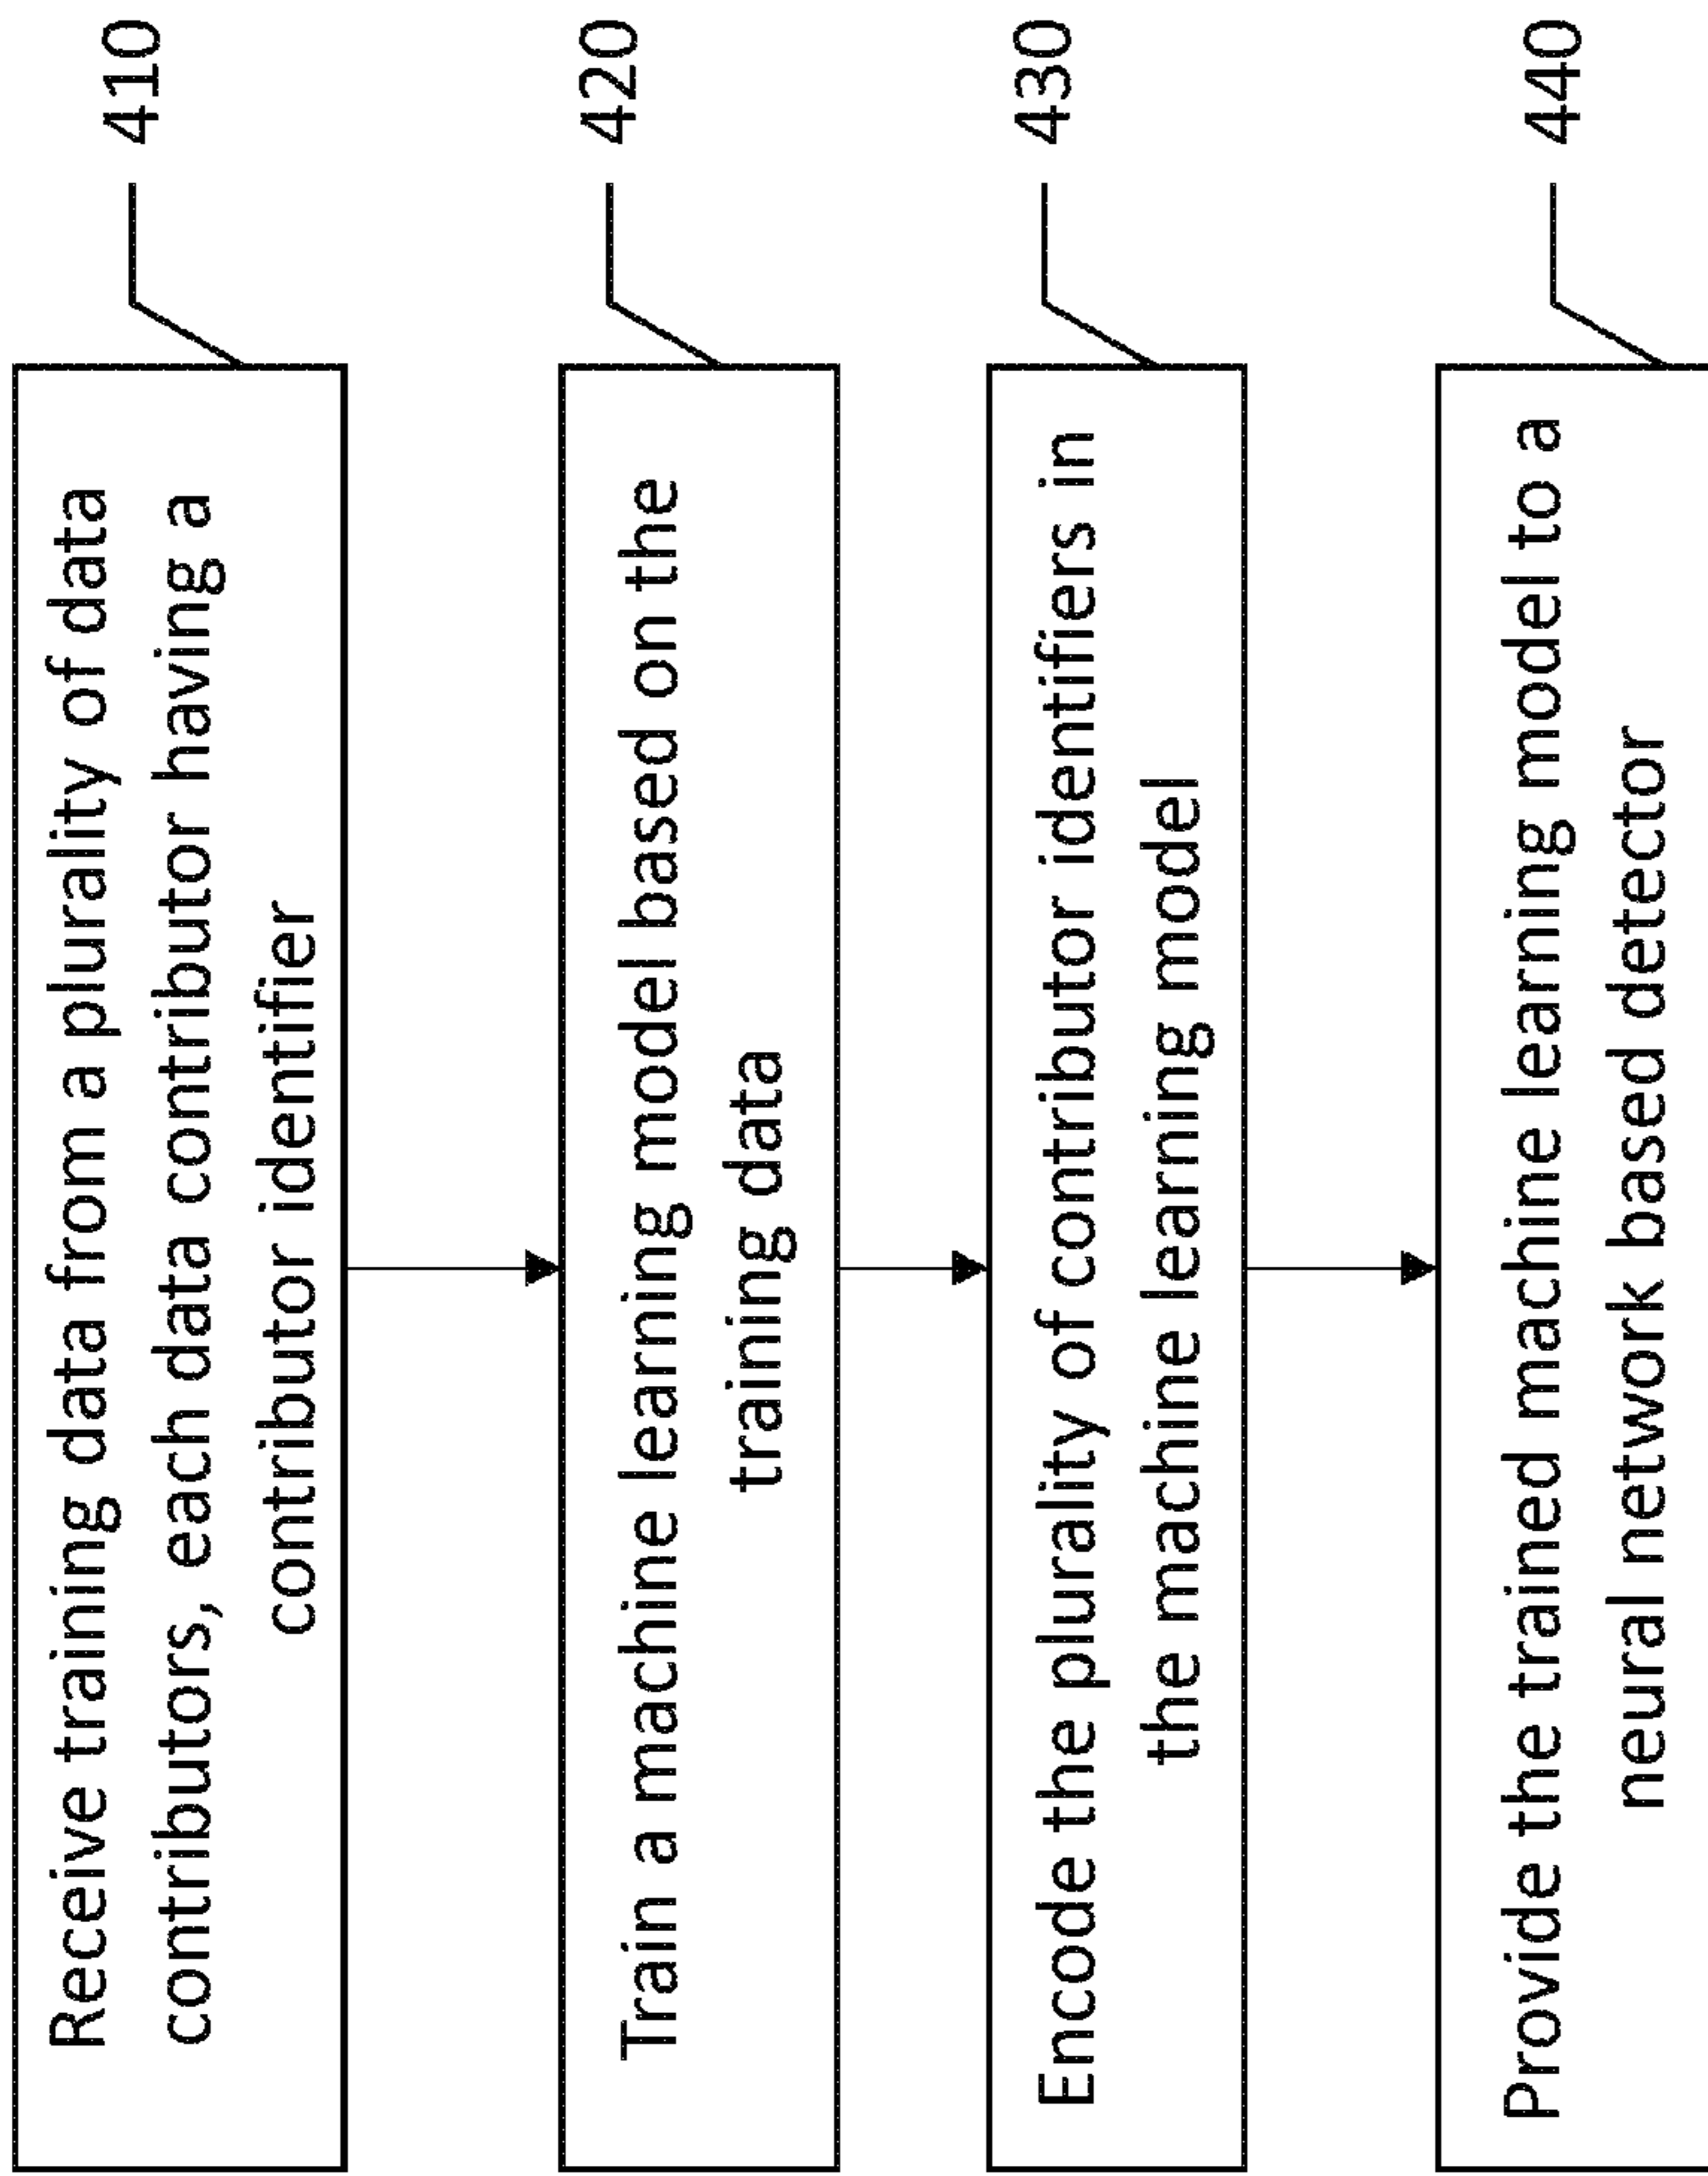 Receive training data from a plurality of data
contributors, each data contributor having a
contributor identifier
410
Train a machine learning model based on the
training data
420
Encode the plurality of contributor identifiers in
the machine learning model
430
Provide the trained machine learning model to a
neural network based detector
440